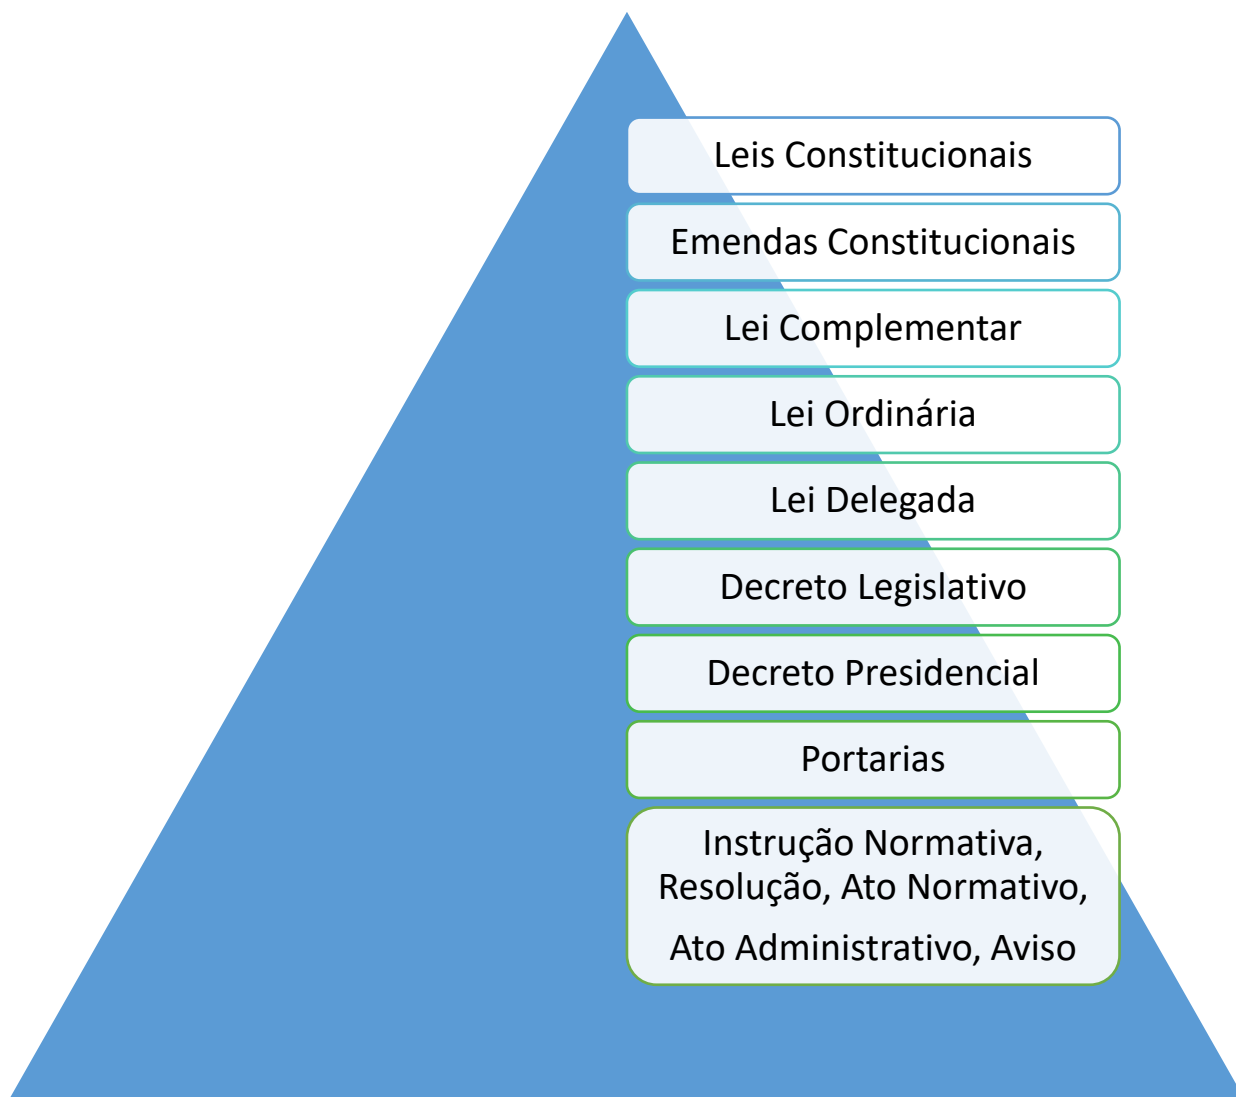 Leis Constitucionais
Emendas Constitucionais
Lei Complementar
Lei Ordinária
Lei Delegada
Decreto Legislativo
Decreto Presidencial
Portarias
Instrução Normativa,
Resolução, Ato Normativo,
Ato Administrativo, Aviso